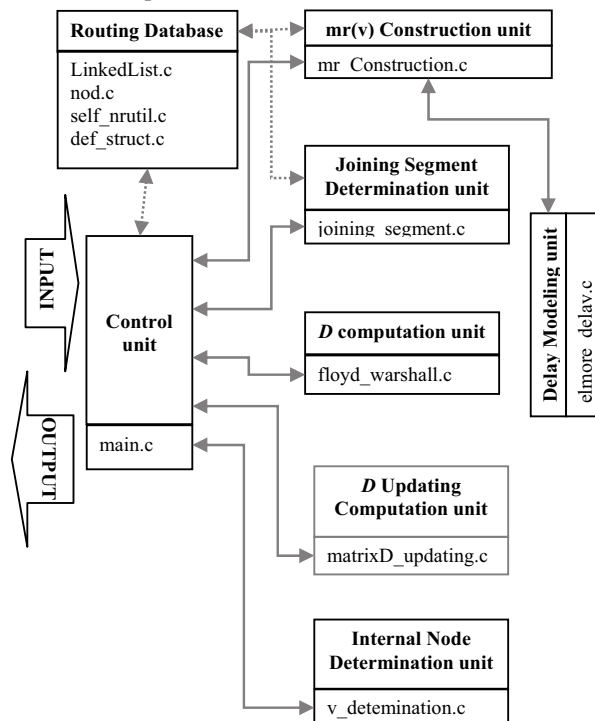 Routing Database
LinkedList.c
nod.c
self_nrutil.c
def_struct.c
mr(v) Construction unit
mr_Construction.c
Joining Segment
Determination unit
joining_segment.c
INPUT
Control
unit
main.c
OUTPUT
D computation unit
floyd_warshall.c
Delay Modeling unit
elmore_delay.c
D Updating
Computation unit
matrixD_updating.c
Internal Node
Determination unit
v_detemination.c